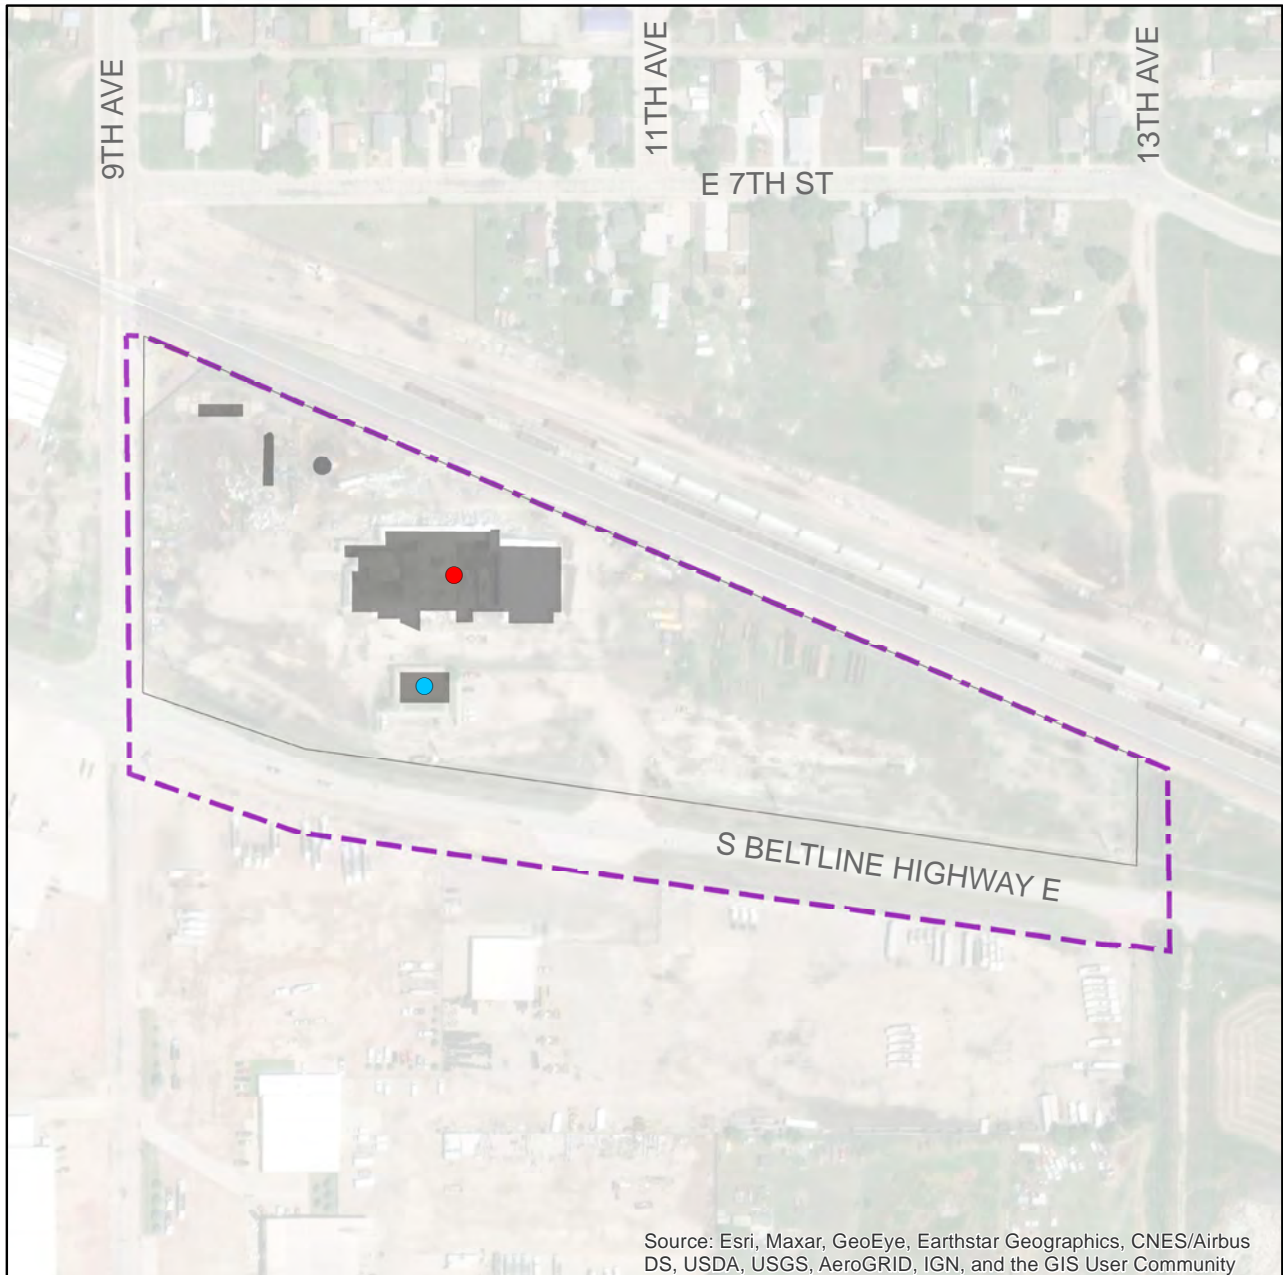 9TH AVE
11TH AVE
13TH AVE
E 7TH ST
S BELTLINE HIGHWAY E
Source: Esri, Maxar, GeoEye, Earthstar Geographics, CNES/Airbus
DS, USDA, USGS, AeroGRID, IGN, and the GIS User Community